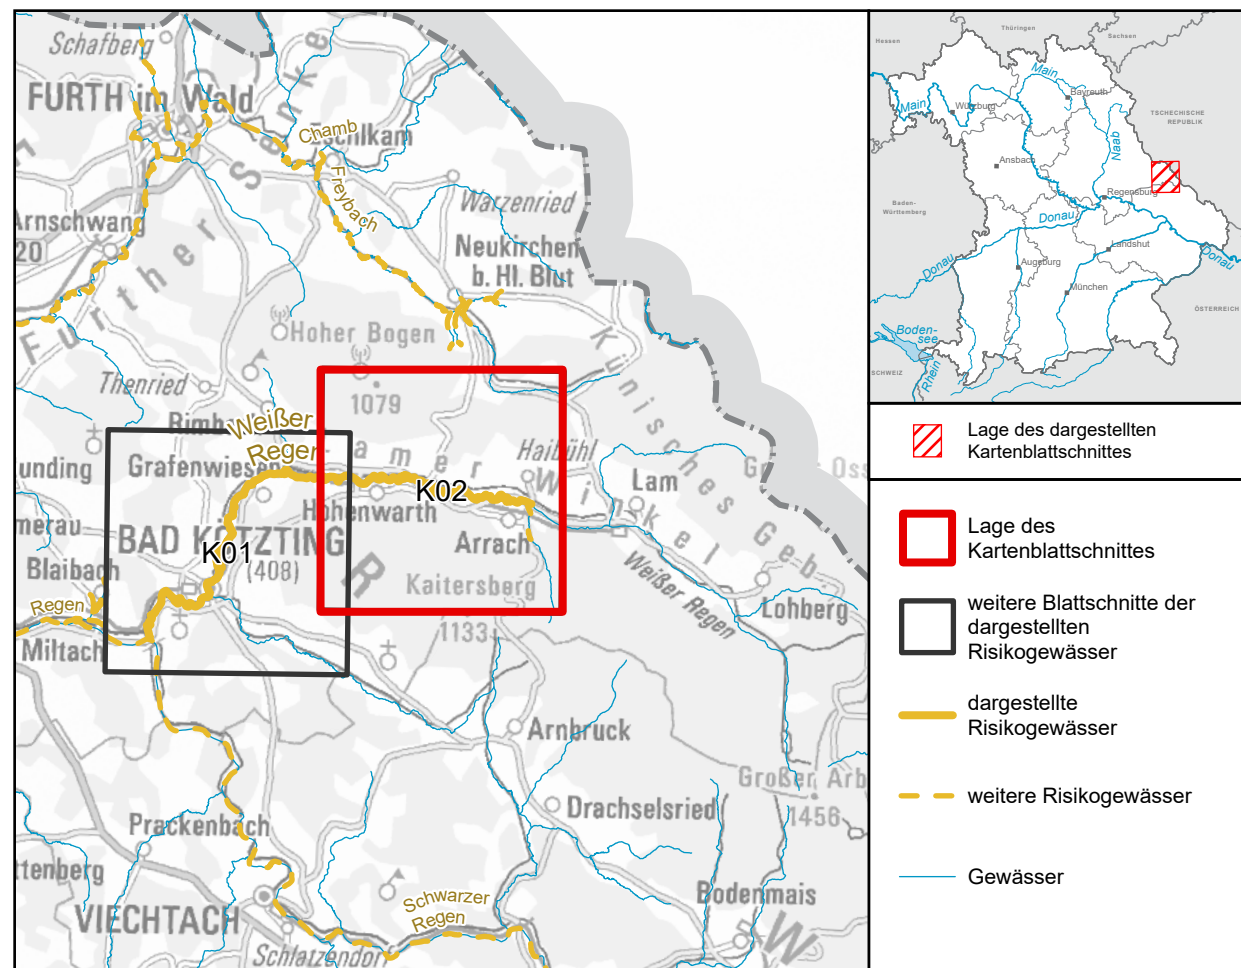 Schafberg
FURTH im Wald
Senke
Chamb
Eschlkam
Freybach
Warzenried
Arnschwang
20
Neukirchen
b. Hl. Blut
Further
Hoher Bogen
Künisches Geb.
Thenried
1079
Weißer
Regen
Haibühl
Lam
Grafenwiesen
K02
Winkel
Hohenwarth
BAD KÖTZTING
K01
(408)
Arrach
Blaibach
Kaitersberg
Weißer Regen
Lohberg
Regen
Miltach
1133
Arnbruck
Drachselsried
1456
Prackenbach
Bodenmais
VIECHTACH
Schwarzer
Regen
Schlatzendorf
Thüringen
Hessen
Sachsen
Main
Main
Bayreuth
Würzburg
TSCHECHISCHE
REPUBLIK
Naab
Ansbach
Regensburg
Baden-
Württemberg
Donau
Landshut
Donau
Donau
Augsburg
München
ÖSTERREICH
Boden-
see
SCHWEIZ
Rhein
Lage des dargestellten
Kartenblattschnittes
Lage des
Kartenblattschnittes
weitere Blattschnitte der
dargestellten
Risikogewässer
dargestellte
Risikogewässer
weitere Risikogewässer
Gewässer